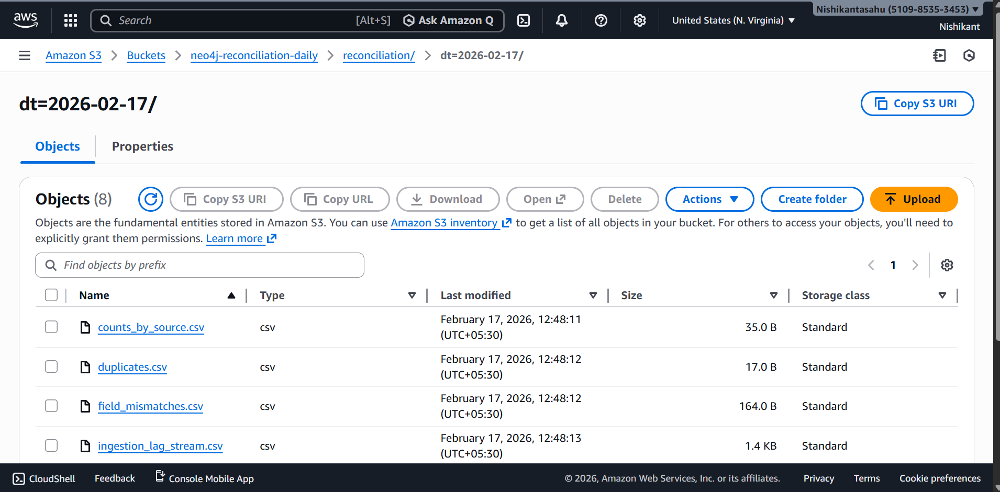 aws
Search [Alt+S] Ask Amazon Q
United States (N. Virginia)
Nishikantasahu (5109-8535-3453)
Nishikant
Amazon S3 Buckets neo4j-reconciliation-daily reconciliation/ dt=2026-02-17/
dt=2026-02-17/
Copy S3 URI
Objects Properties
Objects (8) Copy S3 URI Copy URL Download Open Delete Actions Create folder Upload
Objects are the fundamental entities stored in Amazon S3. You can use Amazon S3 inventory to get a list of all objects in your bucket. For others to access your objects, you'll need to
explicitly grant them permissions. Learn more
Find objects by prefix
1
Name Type Last modified Size Storage class
counts_by_source.csv csv February 17, 2026, 12:48:11 (UTC+05:30) 35.0 B Standard
duplicates.csv csv February 17, 2026, 12:48:12 (UTC+05:30) 17.0 B Standard
field_mismatches.csv csv February 17, 2026, 12:48:12 (UTC+05:30) 164.0 B Standard
ingestion_lag_stream.csv csv February 17, 2026, 12:48:13 (UTC+05:30) 1.4 KB Standard
CloudShell Feedback Console Mobile App © 2026, Amazon Web Services, Inc. or its affiliates. Privacy Terms Cookie preferences